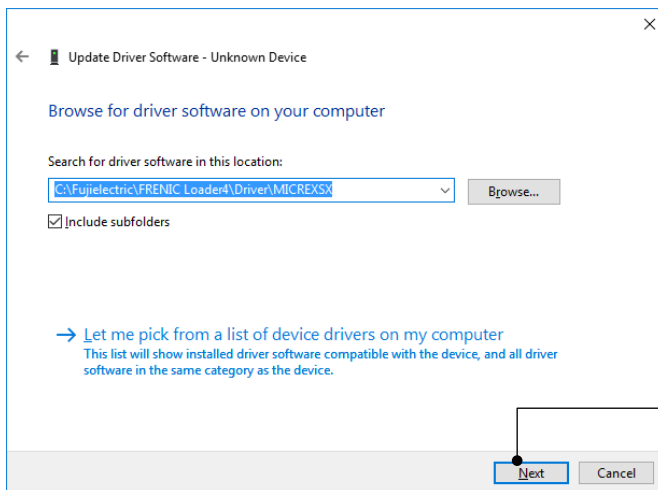 Update Driver Software - Unknown Device
Browse for driver software on your computer
Search for driver software in this location:
C:\Fujielectric\FRENIC Loader4\Driver\MICREXSX
Browse...
Include subfolders
Let me pick from a list of device drivers on my computer
This list will show installed driver software compatible with the device, and all driver
software in the same category as the device.
Next
Cancel